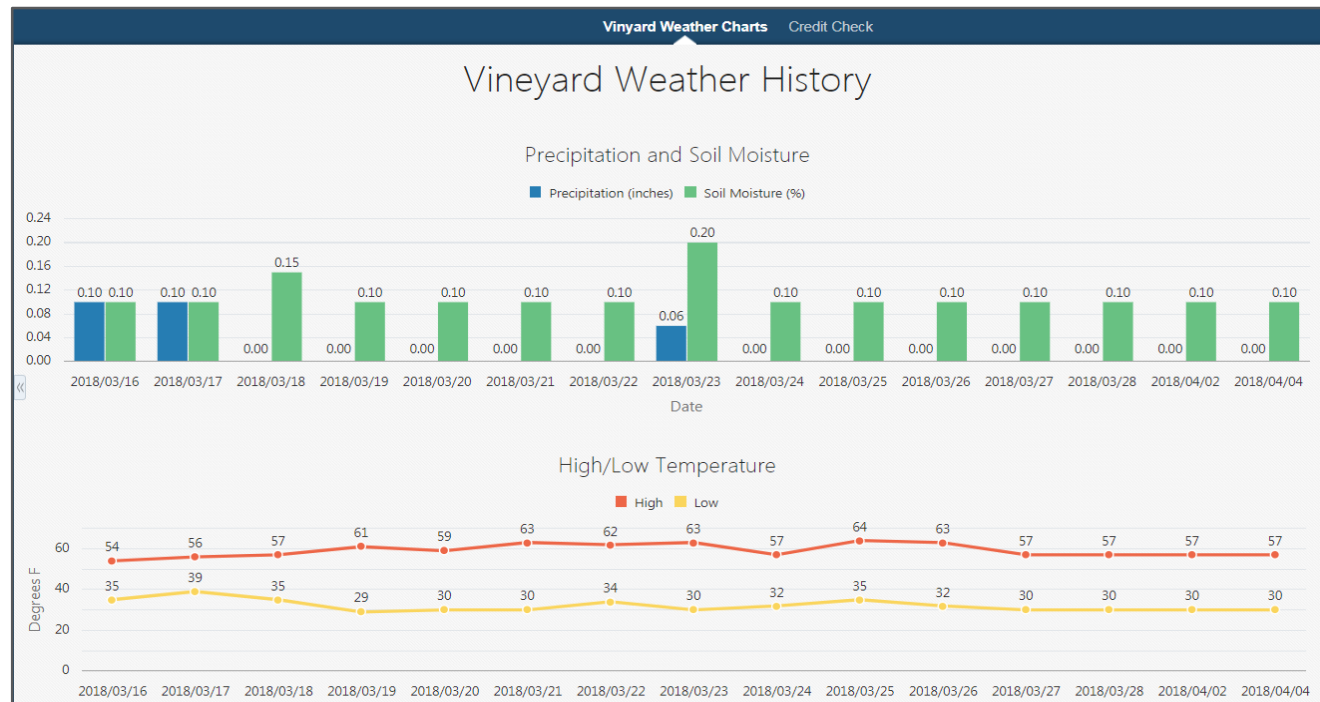 Vinyard Weather Charts Credit Check
Vineyard Weather History
Precipitation and Soil Moisture
Precipitation (inches) Soil Moisture (%)
0.24
0.20
0.16
0.12
0.08
0.04
0.00
0.10 0.10 0.10 0.10 0.00 0.15 0.00 0.10 0.00 0.10 0.00 0.10 0.00 0.10 0.06 0.20 0.00 0.10 0.00 0.10 0.00 0.10 0.00 0.10 0.00 0.10 0.00 0.10 0.00 0.10
«
2018/03/16 2018/03/17 2018/03/18 2018/03/19 2018/03/20 2018/03/21 2018/03/22 2018/03/23 2018/03/24 2018/03/25 2018/03/26 2018/03/27 2018/03/28 2018/04/02 2018/04/04
Date
High/Low Temperature
High Low
Degrees F
60
40
20
0
54 56 57 61 59 63 62 63 57 64 63 57 57 57 57
35 39 35 29 30 30 34 30 32 35 32 30 30 30 30
2018/03/16 2018/03/17 2018/03/18 2018/03/19 2018/03/20 2018/03/21 2018/03/22 2018/03/23 2018/03/24 2018/03/25 2018/03/26 2018/03/27 2018/03/28 2018/04/02 2018/04/04